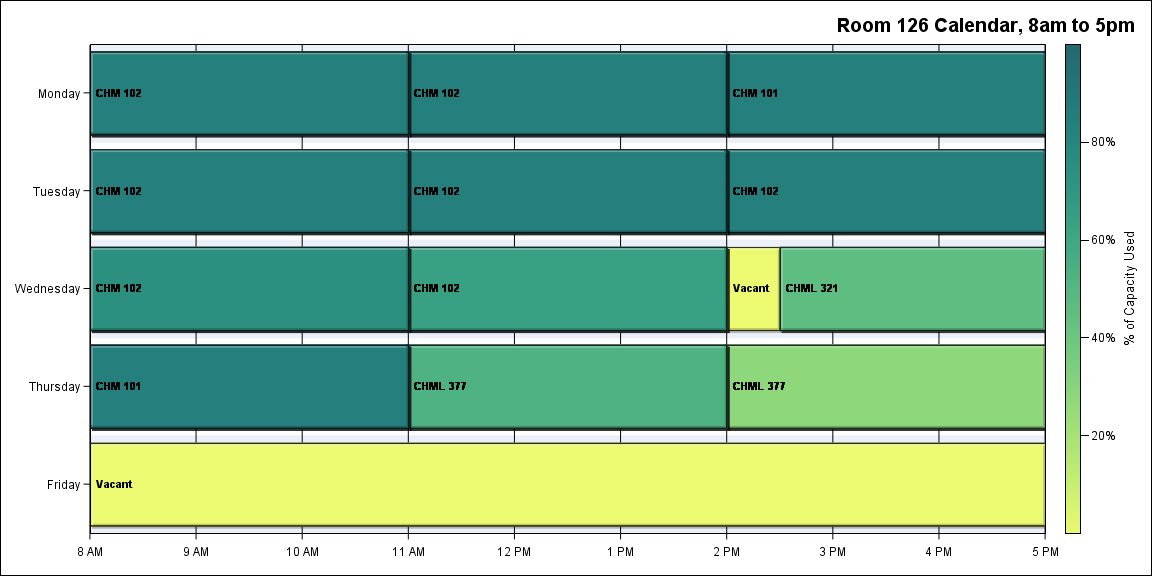 Room 126 Calendar, 8am to 5pm
Monday
CHM 102
CHM 102
CHM 101
Tuesday
CHM 102
CHM 102
CHM 102
Wednesday
CHM 102
CHM 102
Vacant
CHML 321
Thursday
CHM 101
CHML 377
CHML 377
Friday
Vacant
8 AM
9 AM
10 AM
11 AM
12 PM
1 PM
2 PM
3 PM
4 PM
5 PM
80%
60%
40%
20%
% of Capacity Used